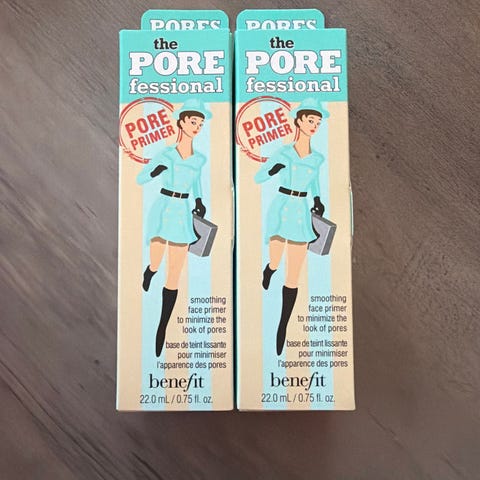 PORES
the
PORE
fessional
PORE
PRIMER
smoothing
face primer
to minimize the
look of pores
base de teint lissante
pour minimiser
l'apparence des pores
benefit
22.0 mL / 0.75 fl. oz.
PORES
the
PORE
fessional
PORE
PRIMER
smoothing
face primer
to minimize the
look of pores
base de teint lissante
pour minimiser
l'apparence des pores
benefit
22.0 mL / 0.75 fl. oz.